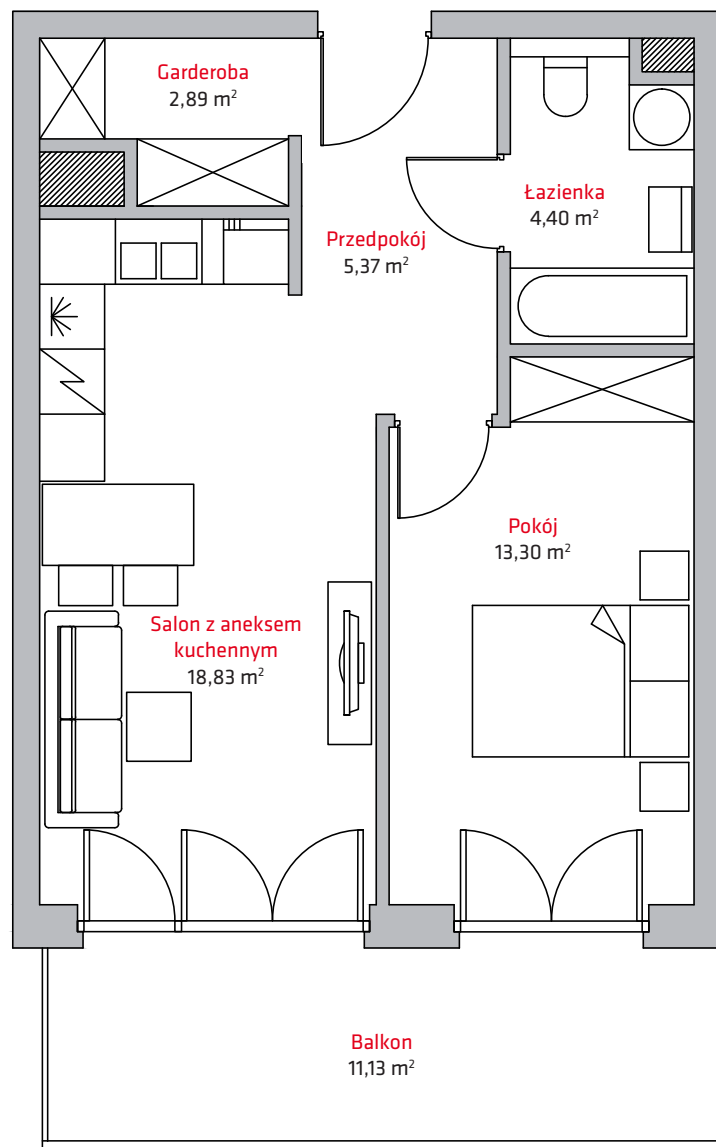 Garderoba
2,89 m²
Łazienka
4,40 m²
Przedpokój
5,37 m²
Pokój
13,30 m²
Salon z aneksem
kuchennym
18,83 m²
Balkon
11,13 m²